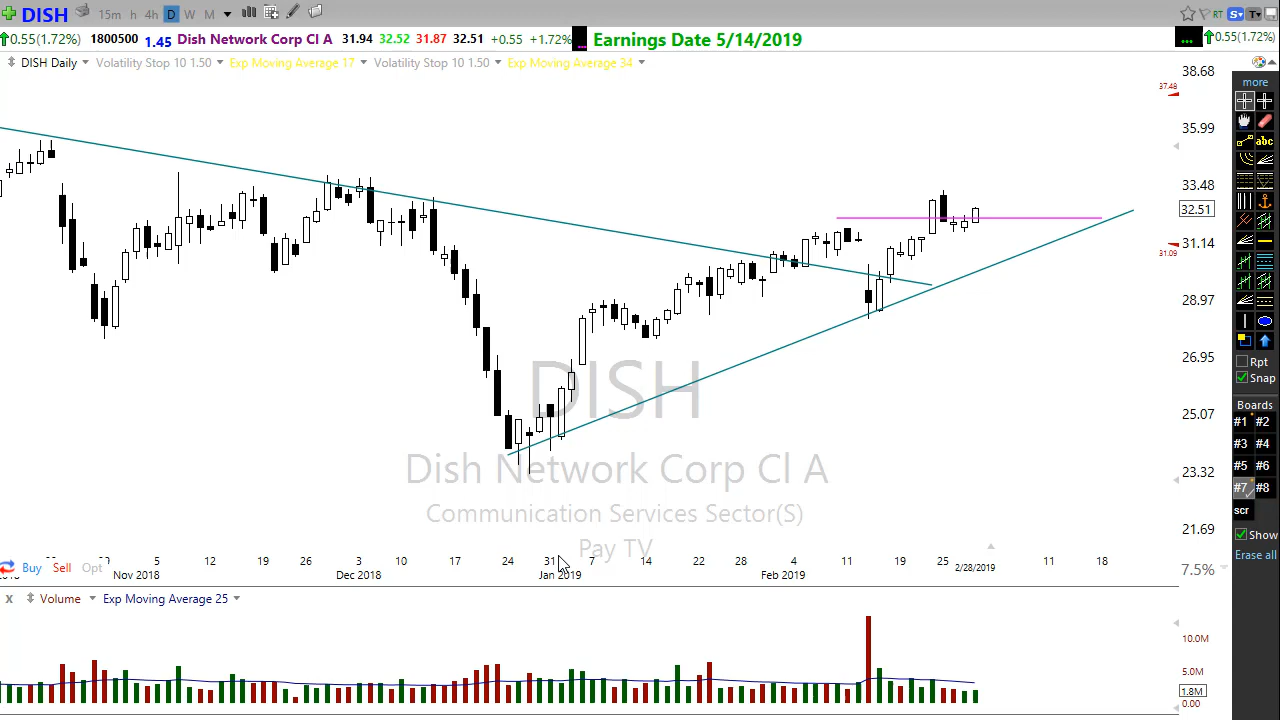 DISH 15m h 4h D W M RT S T
0.55(1.72%) 1800500 1.45 Dish Network Corp Cl A 31.94 32.52 31.87 32.51 +0.55 +1.72% ... Earnings Date 5/14/2019 ... 0.55(1.72%)
DISH Daily Volatility Stop 10 1.50 Exp Moving Average 17 Volatility Stop 10 1.50 Exp Moving Average 34
38.68
37.48
35.99
33.48
32.51
31.14
31.09
28.97
26.95
25.07
23.32
21.69
7.5%
DISH
Dish Network Corp Cl A
Communication Services Sector(S)
Pay TV
5 12 19 26 3 10 17 24 31 7 14 22 28 4 11 19 25 2/28/2019 11 18
Nov 2018 Dec 2018 Jan 2019 Feb 2019
Buy Sell Opt
X Volume Exp Moving Average 25
10.0M
5.0M
1.8M
0.00
more
abc
Rpt
Snap
Boards
#1 #2
#3 #4
#5 #6
#7 #8
scr
Show
Erase all